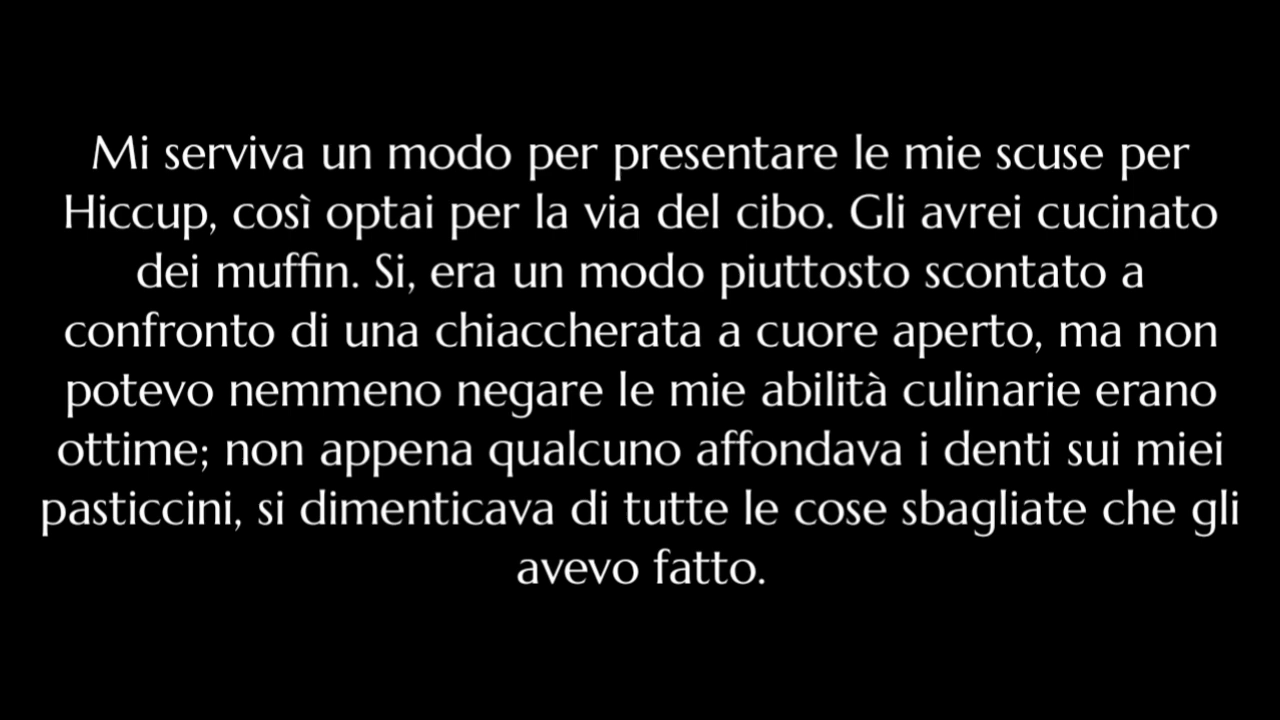 Mi serviva un modo per presentare le mie scuse per
Hiccup, così optai per la via del cibo. Gli avrei cucinato
dei muffin. Si, era un modo piuttosto scontato a
confronto di una chiaccherata a cuore aperto, ma non
potevo nemmeno negare le mie abilità culinarie erano
ottime; non appena qualcuno affondava i denti sui miei
pasticcini, si dimenticava di tutte le cose sbagliate che gli
avevo fatto.